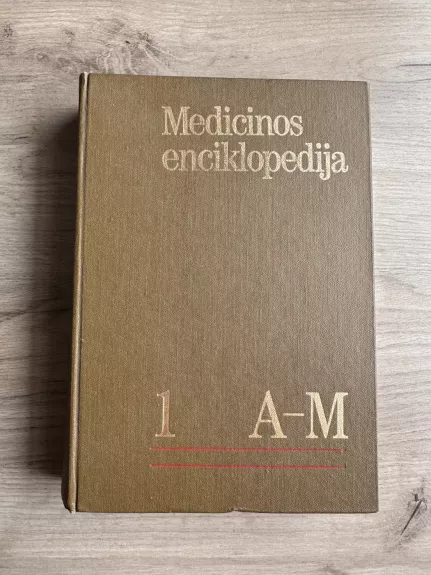 Medicinos
enciklopedija
1 A–M